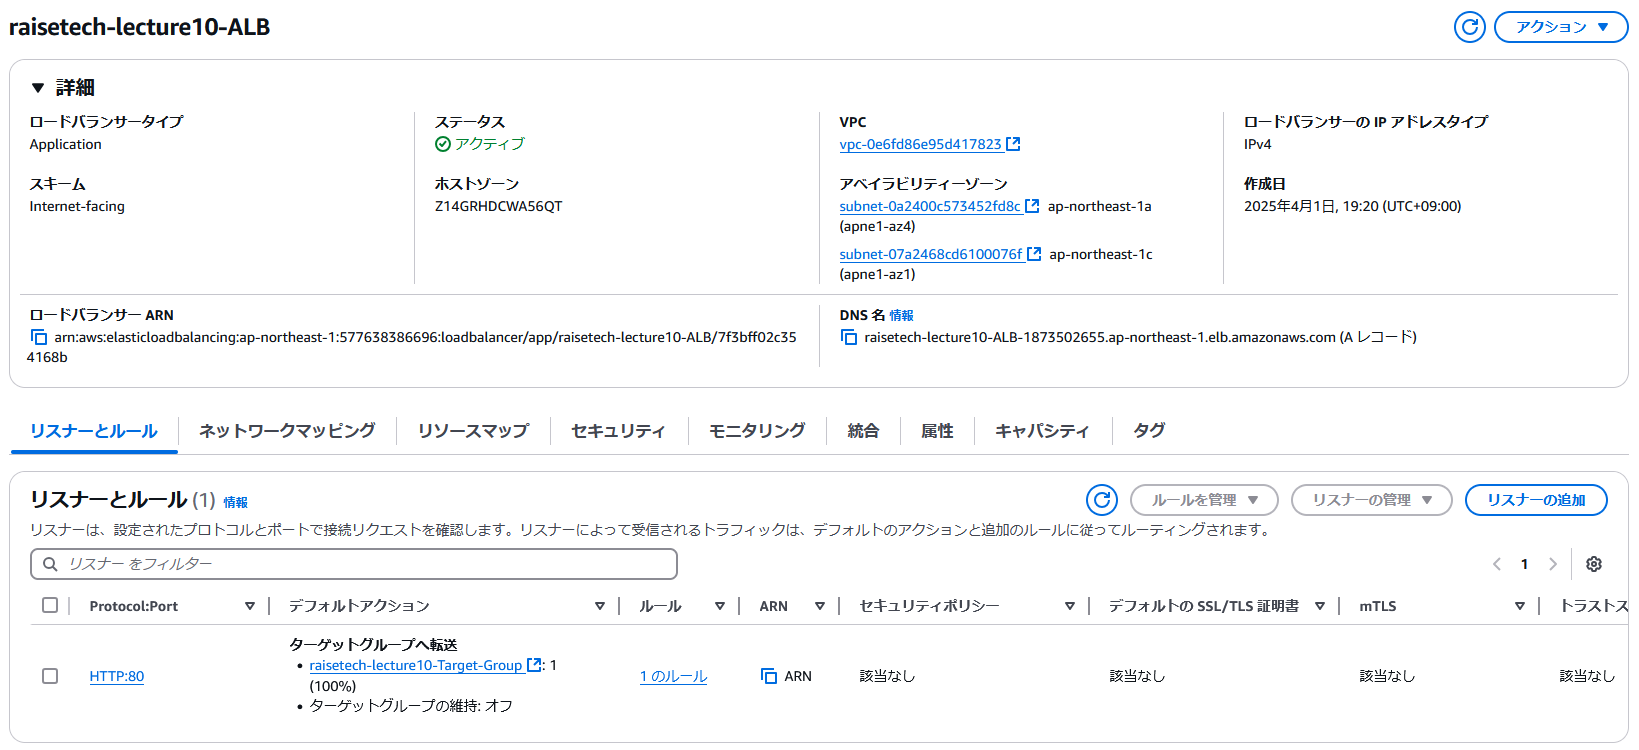 raisetech-lecture10-ALB
アクション
詳細
ロードバランサータイプ
Application
ステータス
アクティブ
VPC
vpc-0e6fd86e95d417823
ロードバランサーの IP アドレスタイプ
IPv4
スキーム
Internet-facing
ホストゾーン
Z14GRHDCWA56QT
アベイラビリティーゾーン
subnet-0a2400c573452fd8c ap-northeast-1a
(apne1-az4)
subnet-07a2468cd6100076f ap-northeast-1c
(apne1-az1)
作成日
2025年4月1日, 19:20 (UTC+09:00)
ロードバランサー ARN
arn:aws:elasticloadbalancing:ap-northeast-1:577638386696:loadbalancer/app/raisetech-lecture10-ALB/7f3bff02c35
4168b
DNS 名 情報
raisetech-lecture10-ALB-1873502655.ap-northeast-1.elb.amazonaws.com (A レコード)
リスナーとルール ネットワークマッピング リソースマップ セキュリティ モニタリング 統合 属性 キャパシティ タグ
リスナーとルール (1) 情報
ルールを管理 リスナーの管理 リスナーの追加
リスナーは、設定されたプロトコルとポートで接続リクエストを確認します。リスナーによって受信されるトラフィックは、デフォルトのアクションと追加のルールに従ってルーティングされます。
リスナー をフィルター
1
Protocol:Port デフォルトアクション ルール ARN セキュリティポリシー デフォルトの SSL/TLS 証明書 mTLS トラストス
HTTP:80
ターゲットグループへ転送
• raisetech-lecture10-Target-Group : 1
(100%)
• ターゲットグループの維持: オフ
1 のルール
ARN
該当なし
該当なし
該当なし
該当なし